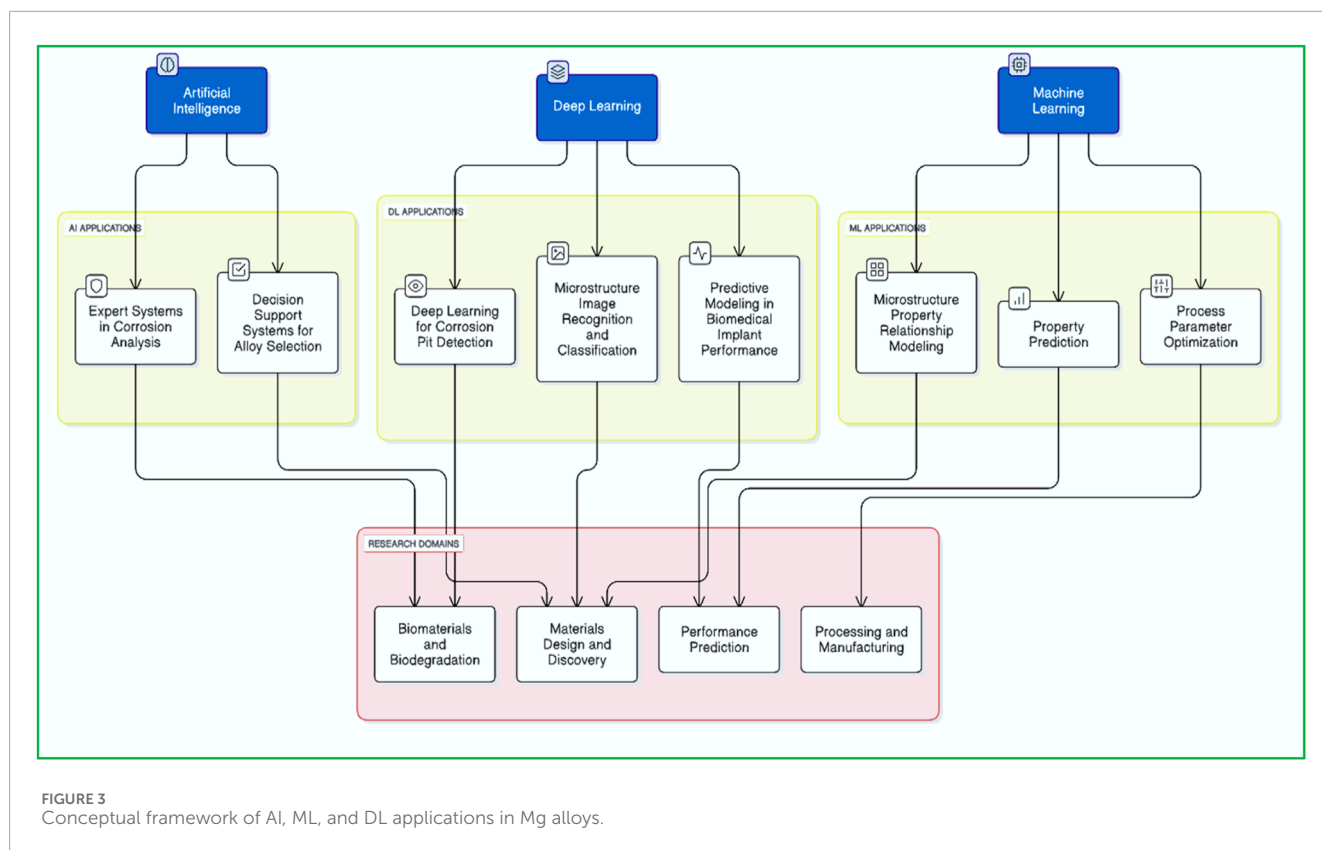 Artificial
Intelligence
Deep Learning
Machine
Learning
AI APPLICATIONS
DL APPLICATIONS
ML APPLICATIONS
Expert Systems
in Corrosion
Analysis
Decision
Support
Systems for
Alloy Selection
Deep Learning
for Corrosion
Pit Detection
Microstructure
Image
Recognition
and
Classification
Predictive
Modeling in
Biomedical
Implant
Performance
Microstructure
Property
Relationship
Modeling
Property
Prediction
Process
Parameter
Optimization
RESEARCH DOMAINS
Biomaterials
and
Biodegradation
Materials
Design and
Discovery
Performance
Prediction
Processing and
Manufacturing
FIGURE 3
Conceptual framework of AI, ML, and DL applications in Mg alloys.